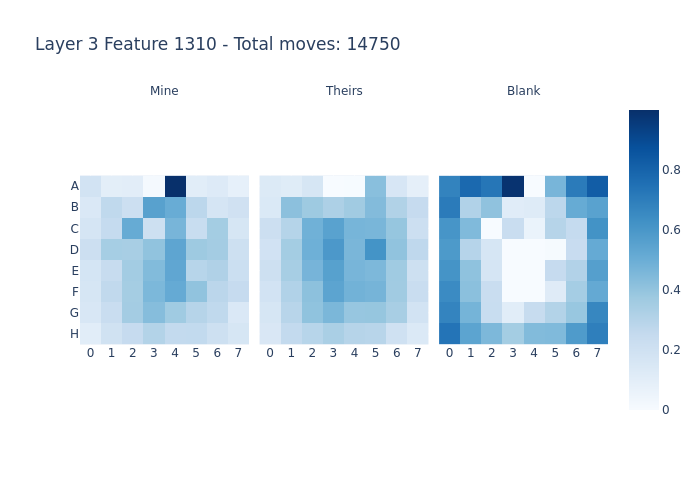 Layer 3 Feature 1310 - Total moves: 14750
Mine Theirs Blank
A
B
C
D
E
F
G
H
0 1 2 3 4 5 6 7 0 1 2 3 4 5 6 7 0 1 2 3 4 5 6 7
0.8
0.6
0.4
0.2
0